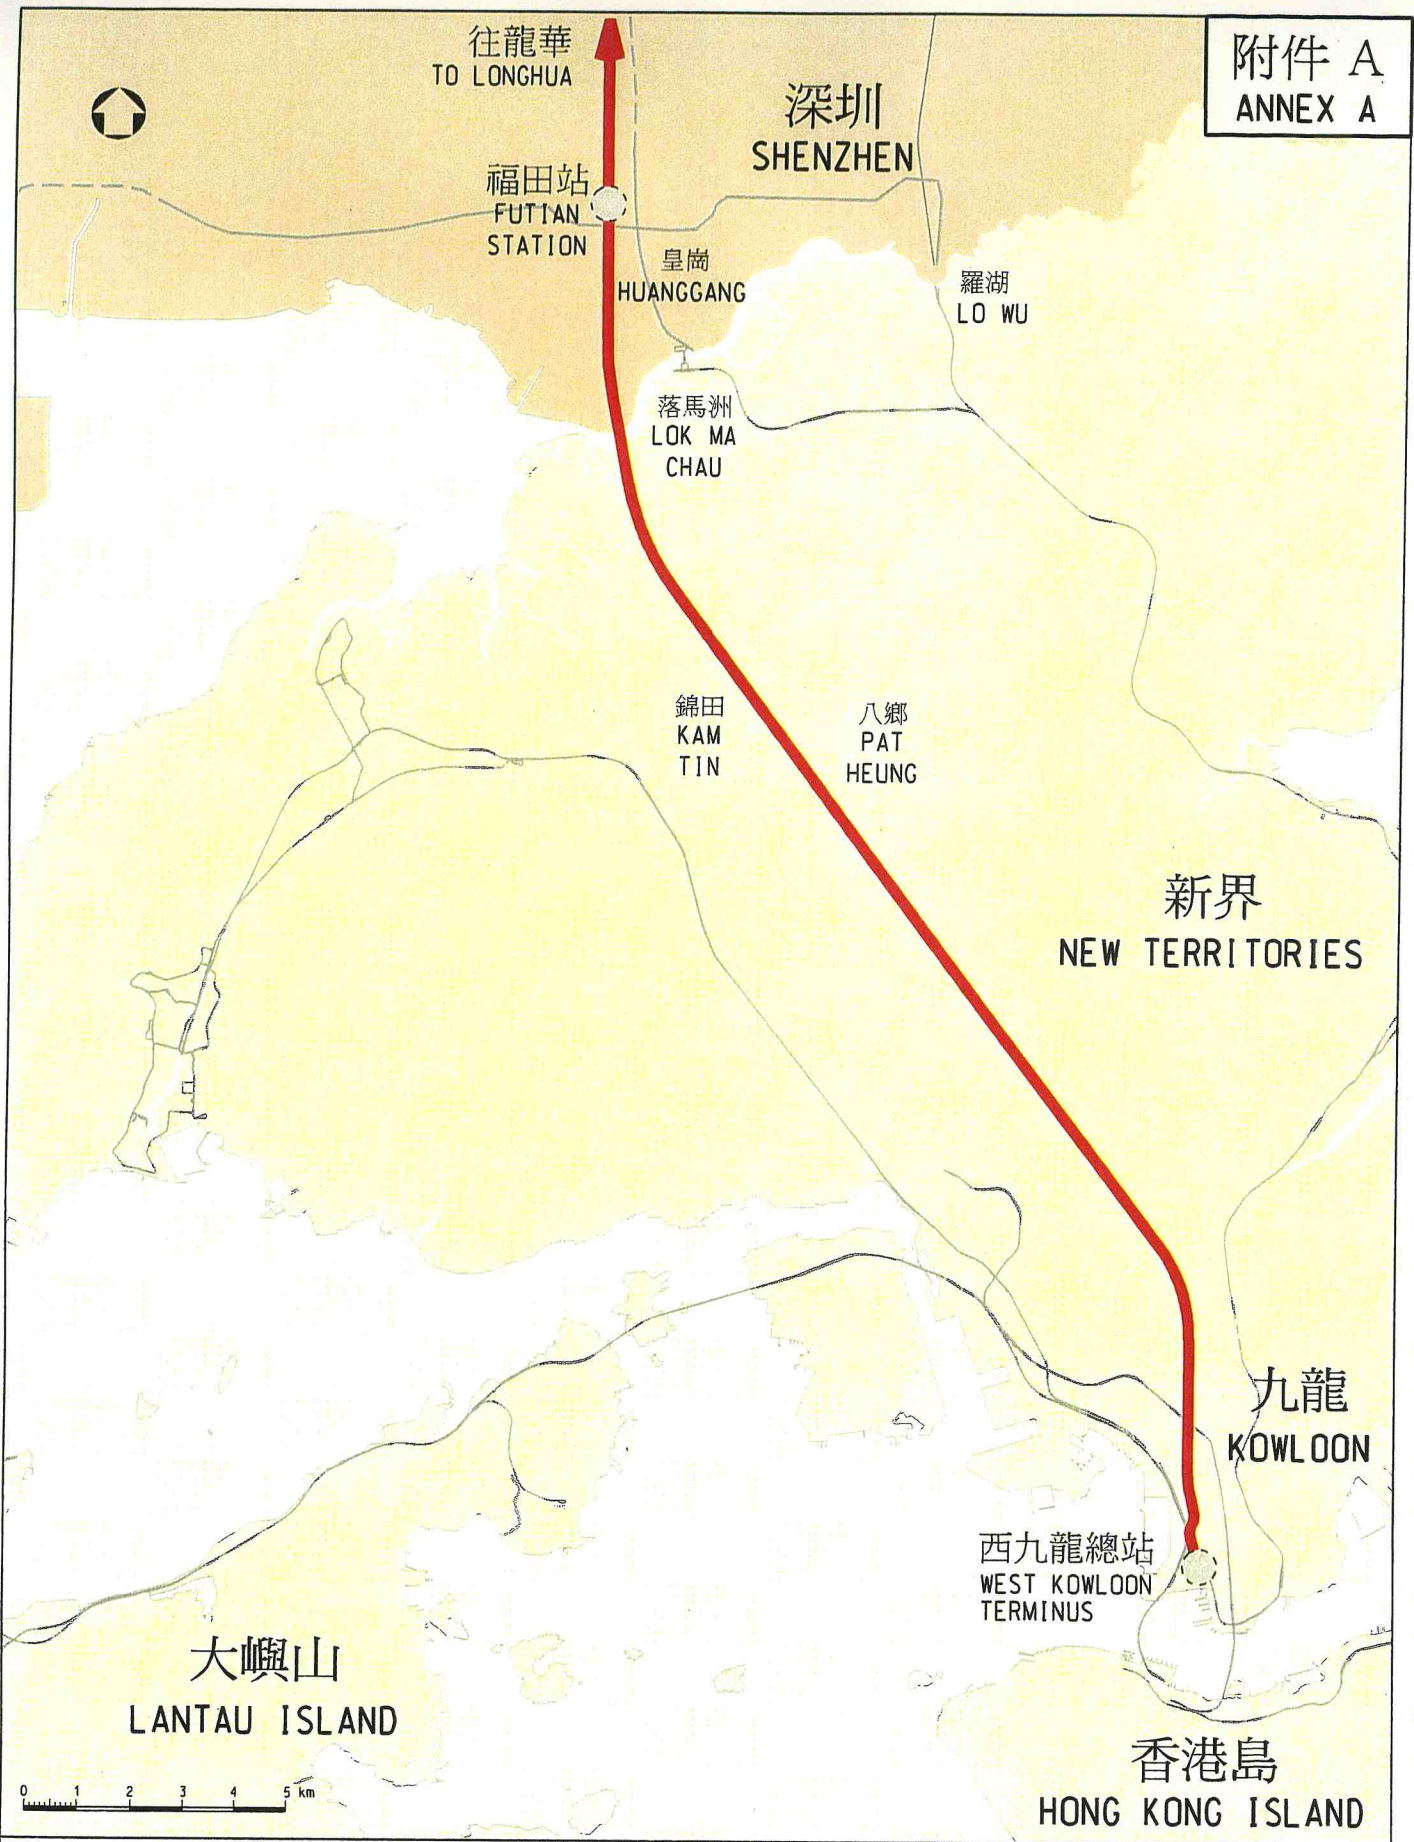 附件 A
ANNEX A
往龍華
TO LONGHUA
深圳
SHENZHEN
福田站
FUTIAN
STATION
皇崗
HUANGGANG
羅湖
LO WU
落馬洲
LOK MA
CHAU
錦田
KAM
TIN
八鄉
PAT
HEUNG
新界
NEW TERRITORIES
九龍
KOWLOON
西九龍總站
WEST KOWLOON
TERMINUS
大嶼山
LANTAU ISLAND
香港島
HONG KONG ISLAND
0 1 2 3 4 5 km